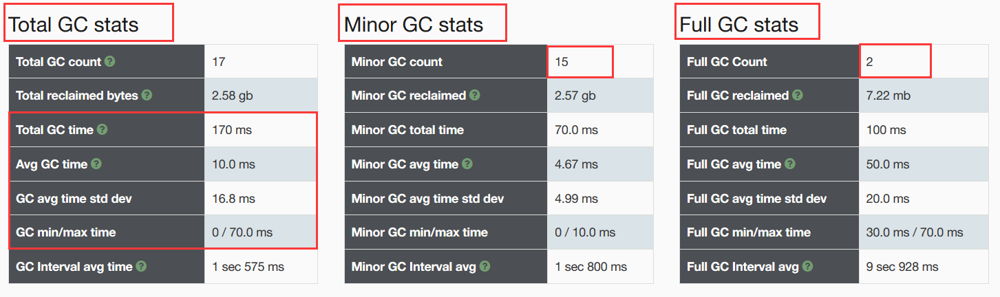 Total GC stats
Total GC count ? 17
Total reclaimed bytes ? 2.58 gb
Total GC time ? 170 ms
Avg GC time ? 10.0 ms
GC avg time std dev 16.8 ms
GC min/max time 0 / 70.0 ms
GC Interval avg time ? 1 sec 575 ms
Minor GC stats
Minor GC count 15
Minor GC reclaimed ? 2.57 gb
Minor GC total time 70.0 ms
Minor GC avg time ? 4.67 ms
Minor GC avg time std dev 4.99 ms
Minor GC min/max time 0 / 10.0 ms
Minor GC Interval avg ? 1 sec 800 ms
Full GC stats
Full GC Count 2
Full GC reclaimed ? 7.22 mb
Full GC total time 100 ms
Full GC avg time ? 50.0 ms
Full GC avg time std dev 20.0 ms
Full GC min/max time 30.0 ms / 70.0 ms
Full GC Interval avg ? 9 sec 928 ms